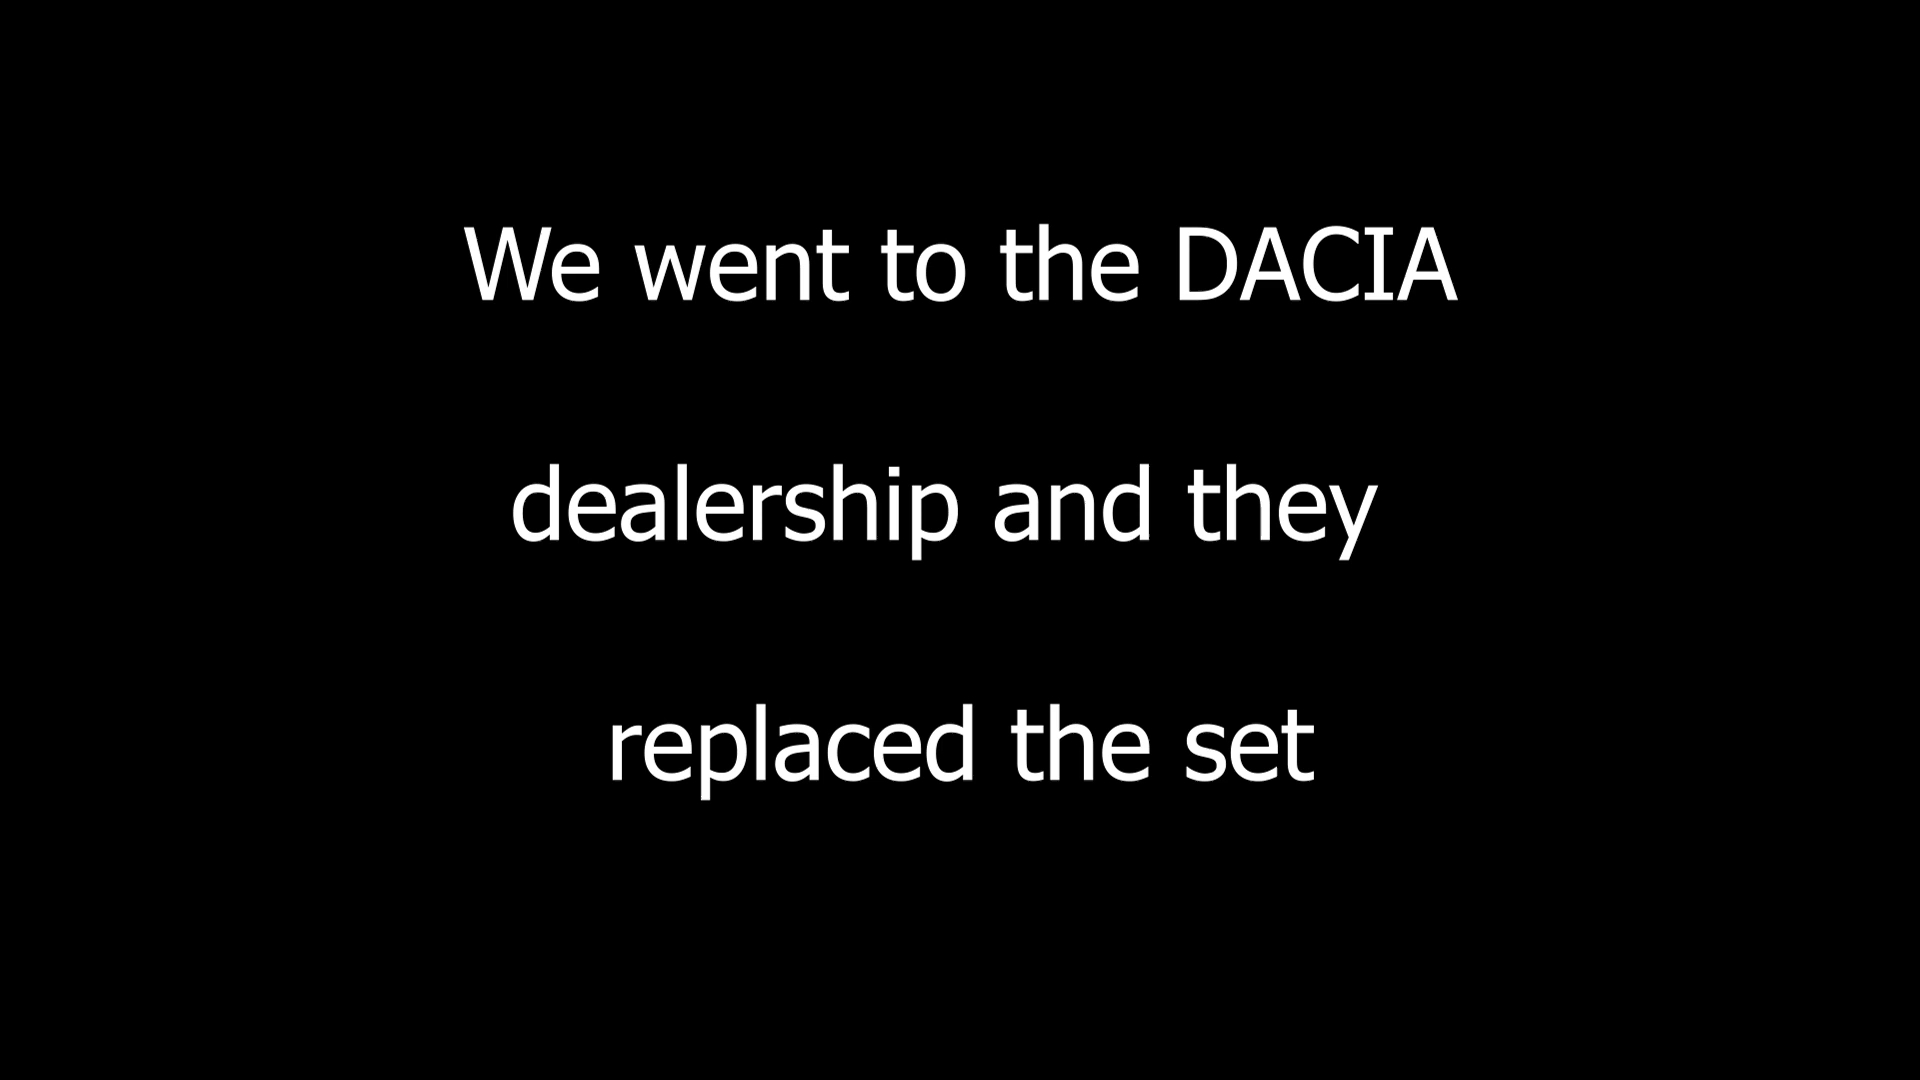 We went to the DACIA
dealership and they
replaced the set